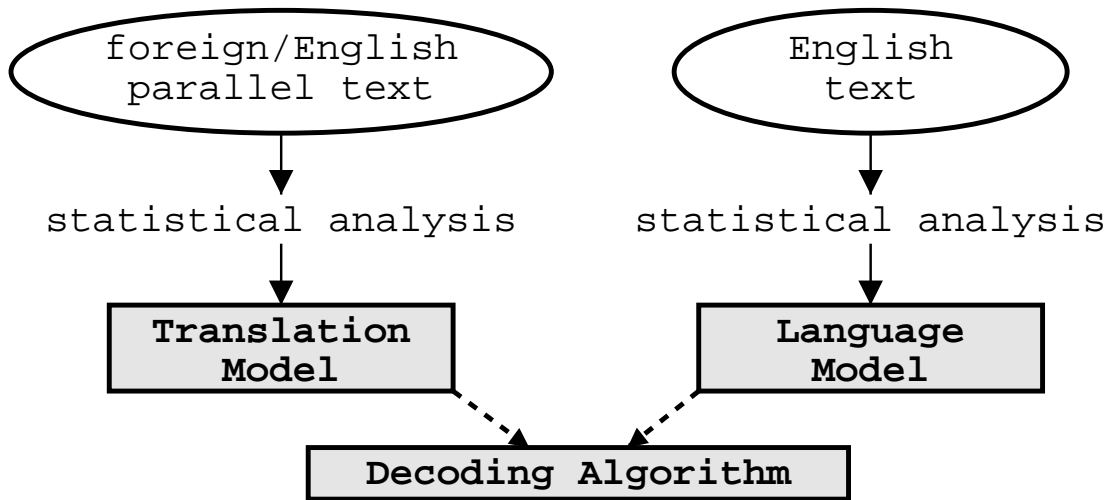 foreign/English
parallel text
English
text
statistical analysis
statistical analysis
Translation
Model
Language
Model
Decoding Algorithm